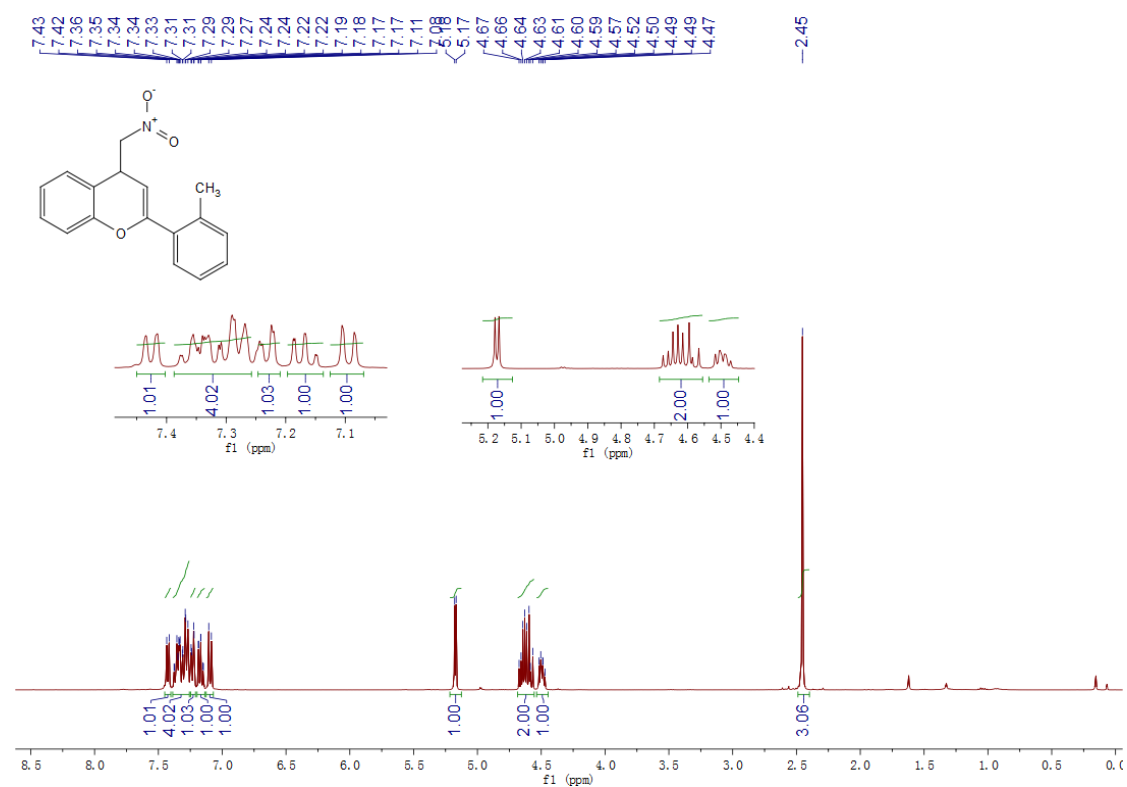 7.43 7.42 7.36 7.35 7.34 7.34 7.33 7.31 7.31 7.29 7.29 7.27 7.24 7.24 7.22 7.22 7.19 7.18 7.17 7.17 7.11 7.08 5.18 5.17 4.67 4.66 4.64 4.63 4.61 4.60 4.59 4.57 4.52 4.50 4.49 4.49 4.47 2.45
O-
N+
O
CH3
O
1.01 4.02 1.03 1.00 1.00
7.4 7.3 7.2 7.1
f1 (ppm)
1.00 2.00 1.00
5.2 5.1 5.0 4.9 4.8 4.7 4.6 4.5 4.4
f1 (ppm)
1.01 4.02 1.03 1.00 1.00 1.00 2.00 1.00 3.06
8.5 8.0 7.5 7.0 6.5 6.0 5.5 5.0 4.5 4.0 3.5 3.0 2.5 2.0 1.5 1.0 0.5 0.0
f1 (ppm)